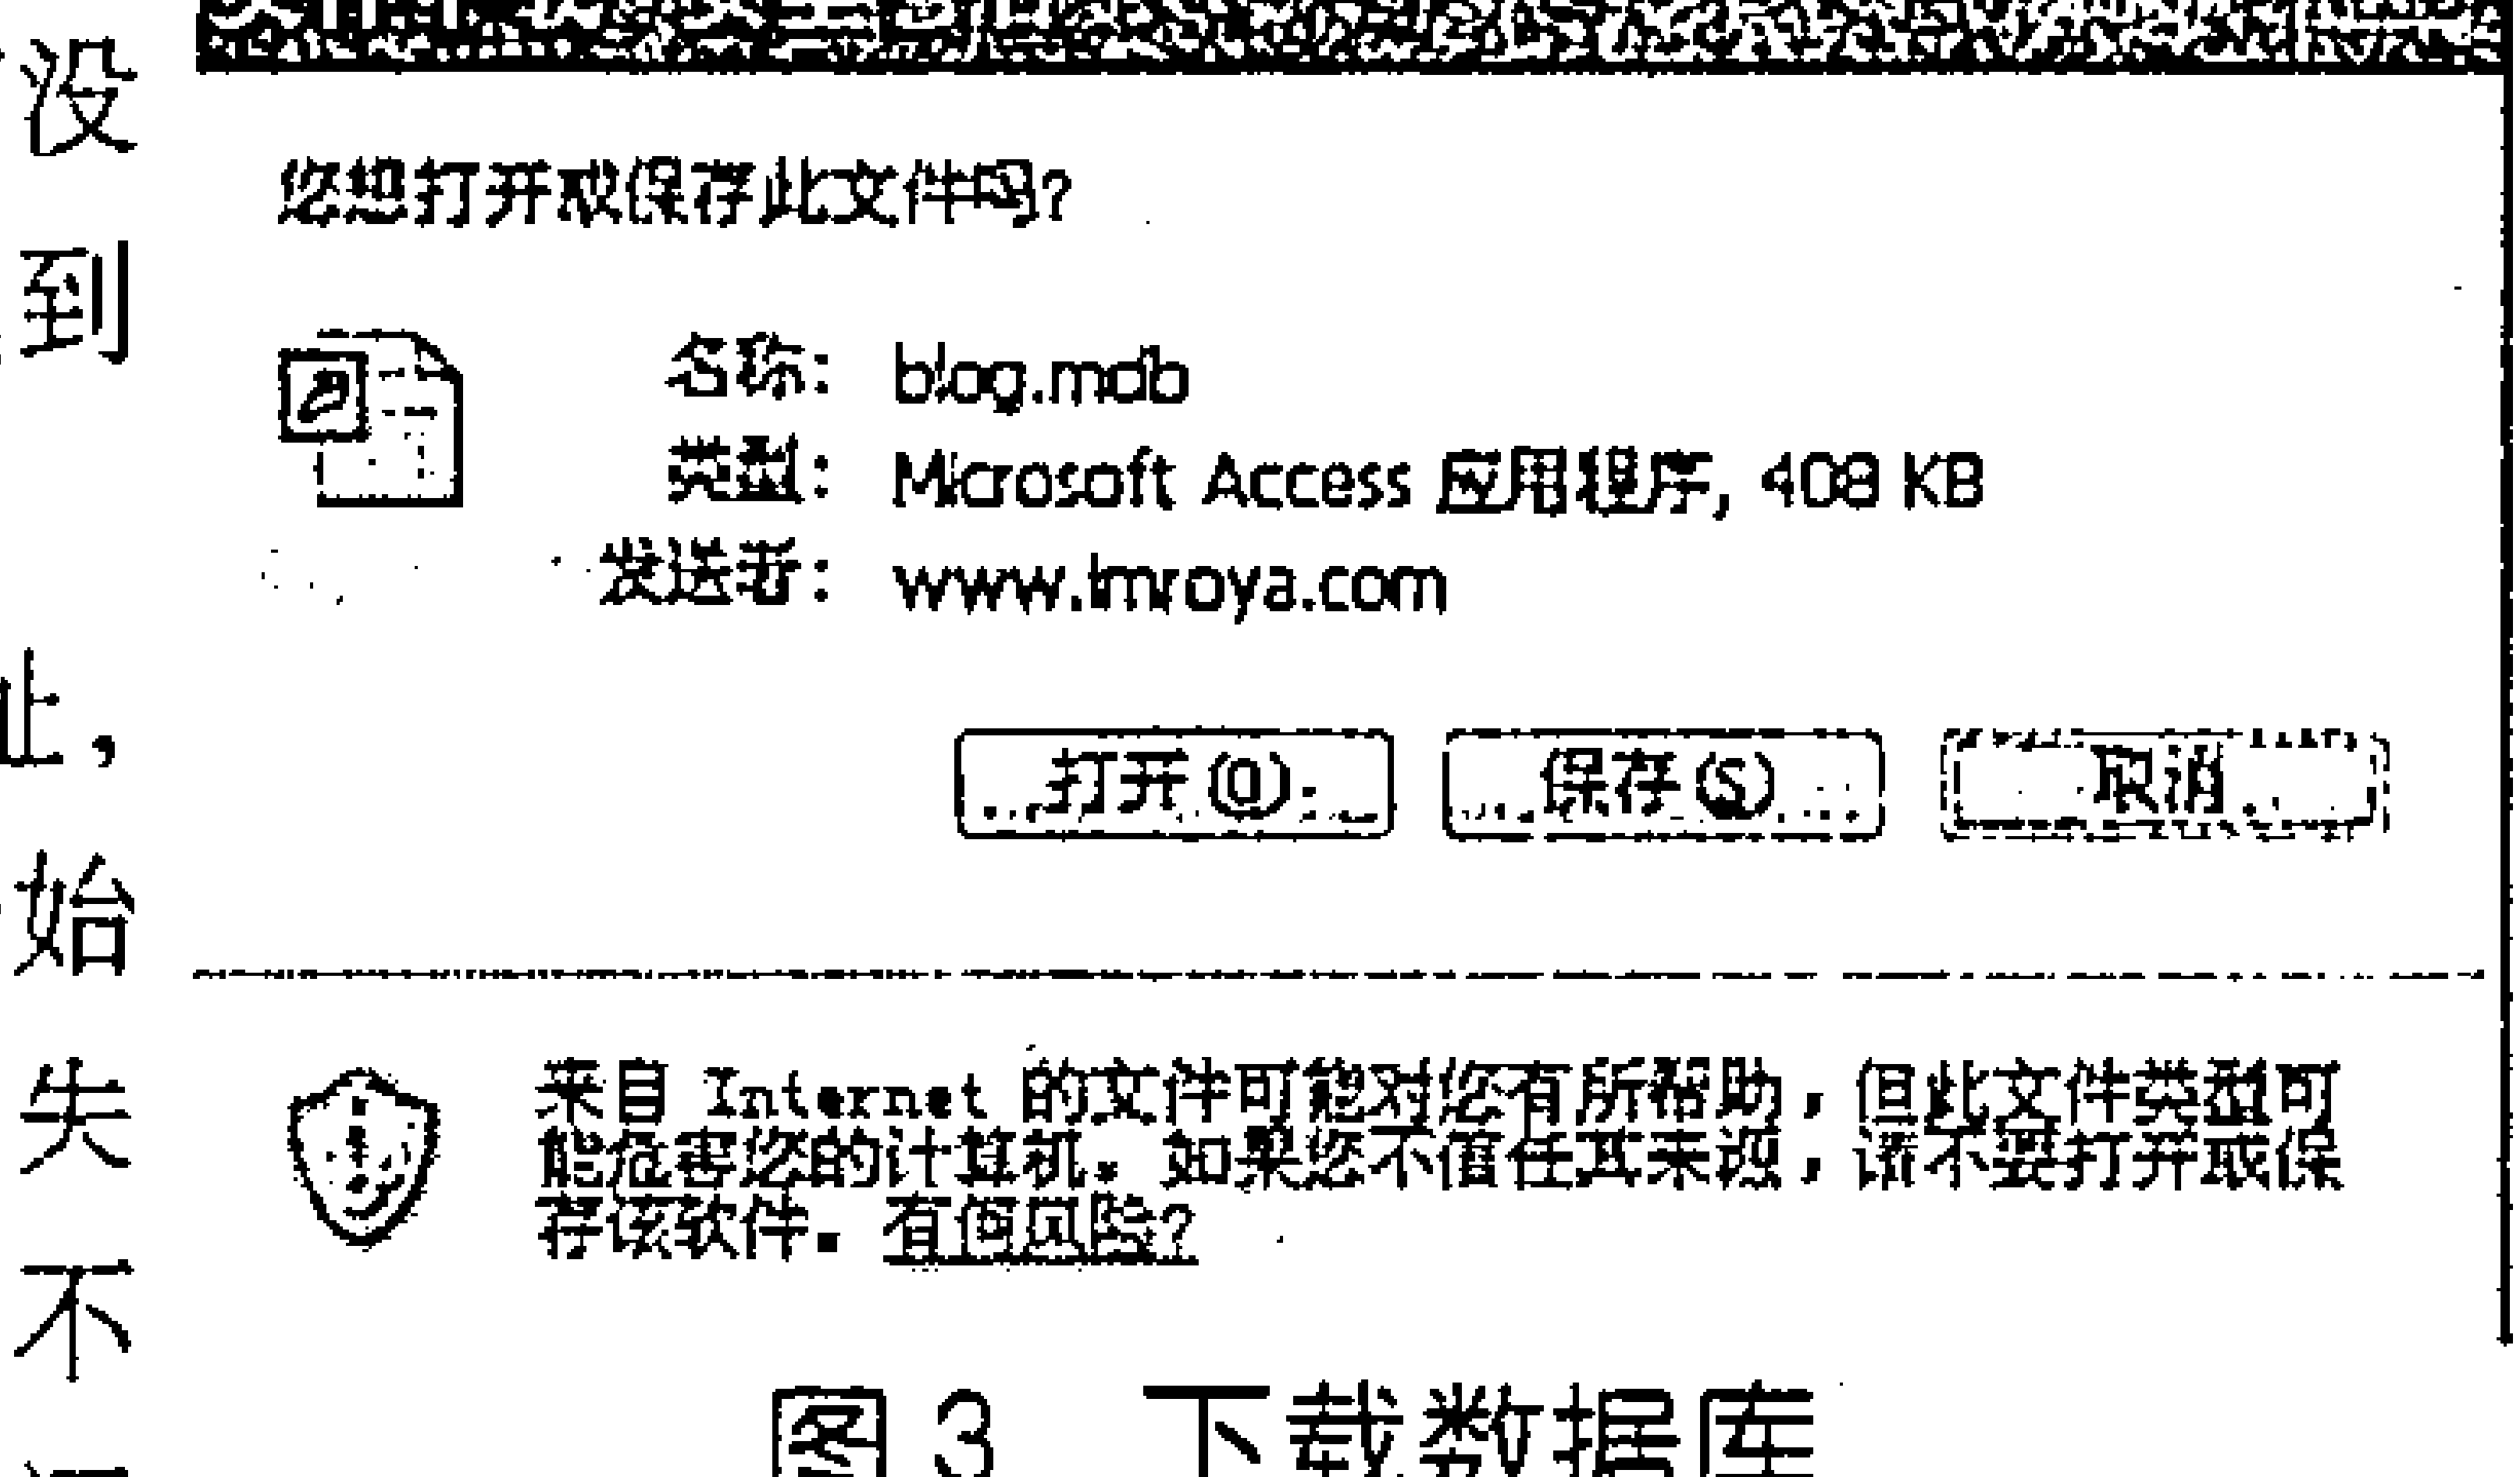 没
到
址，
始
失
不
您想打开或保存此文件吗?
名称: blog.mdb
类型: Microsoft Access 应用程序, 408 KB
发送者: www.imroya.com
打开(O)
保存(S)
取消
来自 Internet 的文件可能对您有所帮助，但此文件类型可
能危害您的计算机。如果您不信任其来源，请不要打开或保
存该软件。有何风险?
图 3 下载数据库